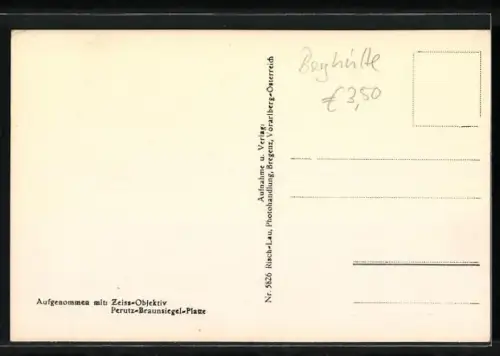 Berghütte
€ 3,50
Aufnahme u. Verlag:
Nr. 5826 Risch-Lau, Photohandlung, Bregenz, Vorarlberg-Österreich
Aufgenommen mit: Zeiss-Objektiv
Perutz-Braunsiegel-Platte